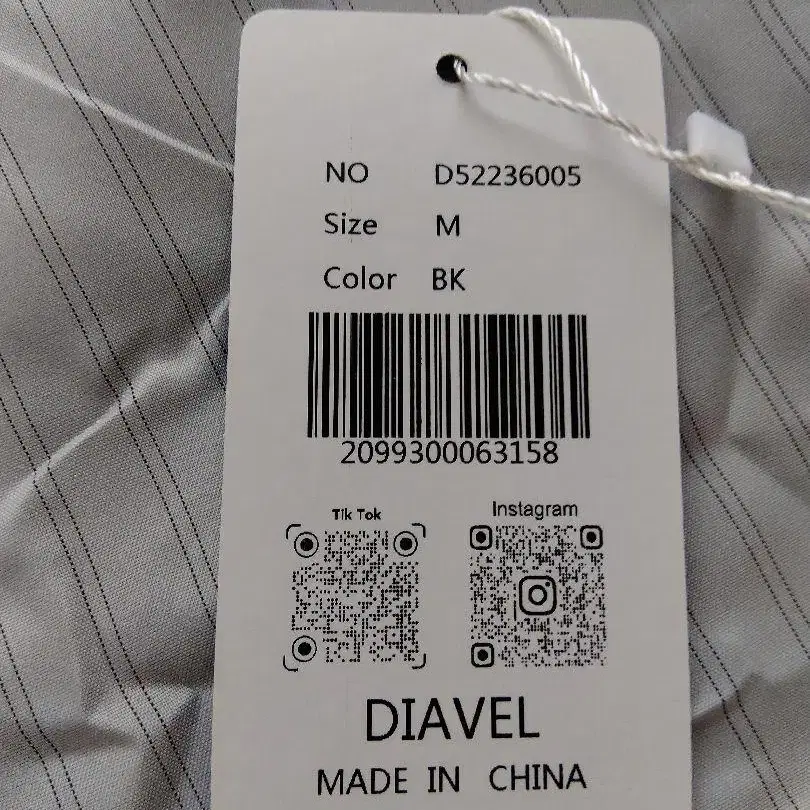 NO D52236005
Size M
Color BK
2099300063158
Tik Tok
Instagram
DIAVEL
MADE IN CHINA